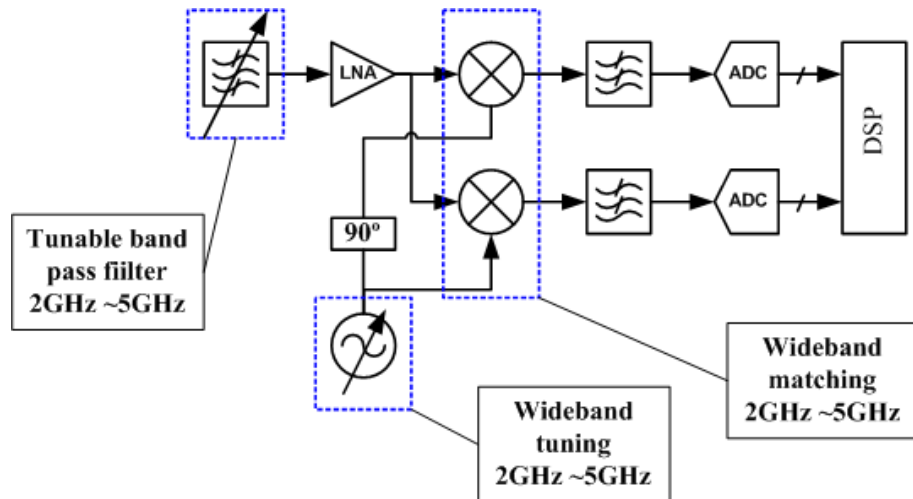 LNA
ADC
DSP
ADC
90º
Tunable band
pass fiilter
2GHz ~5GHz
Wideband
matching
2GHz ~5GHz
Wideband
tuning
2GHz ~5GHz